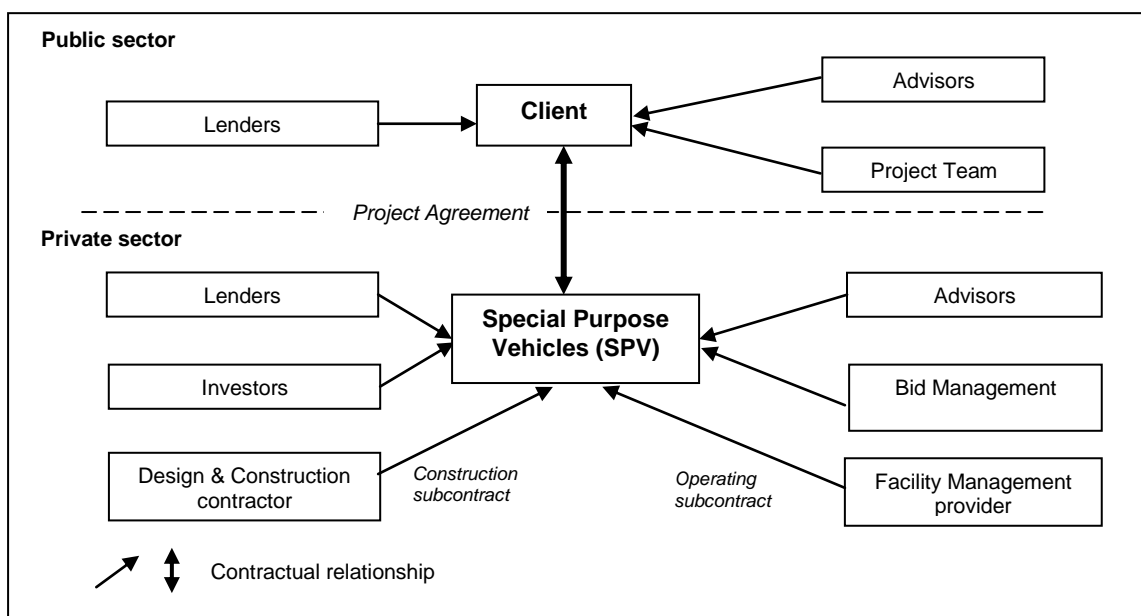 Public sector
Advisors
Client
Lenders
Project Team
Project Agreement
Private sector
Lenders
Advisors
Special Purpose
Vehicles (SPV)
Investors
Bid Management
Design & Construction
contractor
Construction
subcontract
Operating
subcontract
Facility Management
provider
Contractual relationship